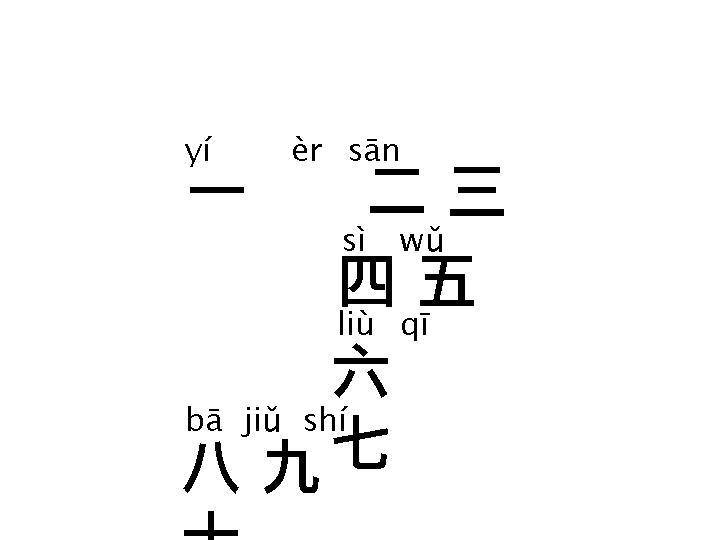 yí èr sān
一 二 三
sì wǔ
四 五
liù qī
六
七
bā jiǔ shí
八 九
十